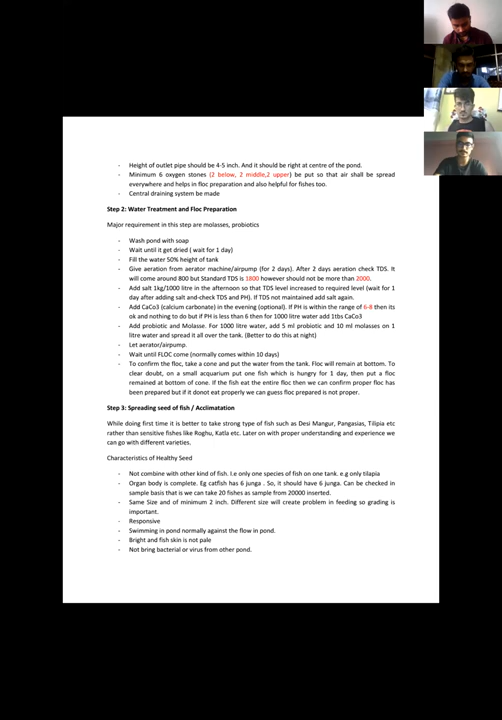 - Height of outlet pipe should be 4-5 inch. And it should be right at centre of the pond.
- Minimum 6 oxygen stones (2 below, 2 middle,2 upper) be put so that air shall be spread
everywhere and helps in floc preparation and also helpful for fishes too.
- Central draining system be made
Step 2: Water Treatment and Floc Preparation
Major requirement in this step are molasses, probiotics
- Wash pond with soap
- Wait until it get dried ( wait for 1 day)
- Fill the water 50% height of tank
- Give aeration from aerator machine/airpump (for 2 days). After 2 days aeration check TDS. It
will come around 800 but Standard TDS is 1800 however should not be more than 2000.
- Add salt 1kg/1000 litre in the afternoon so that TDS level increased to required level (wait for 1
day after adding salt and-check TDS and PH). If TDS not maintained add salt again.
- Add CaCo3 (calcium carbonate) in the evening (optional). If PH is within the range of 6-8 then its
ok and nothing to do but if PH is less than 6 then for 1000 litre water add 1tbs CaCo3
- Add probiotic and Molasse. For 1000 litre water, add 5 ml probiotic and 10 ml molasses on 1
litre water and spread it all over the tank. (Better to do this at night)
- Let aerator/airpump.
- Wait until FLOC come (normally comes within 10 days)
- To confirm the floc, take a cone and put the water from the tank. Floc will remain at bottom. To
clear doubt, on a small acquarium put one fish which is hungry for 1 day, then put a floc
remained at bottom of cone. If the fish eat the entire floc then we can confirm proper floc has
been prepared but if it donot eat properly we can guess floc prepared is not proper.
Step 3: Spreading seed of fish / Acclimatation
While doing first time it is better to take strong type of fish such as Desi Mangur, Pangasias, Tilipia etc
rather than sensitive fishes like Roghu, Katla etc. Later on with proper understanding and experience we
can go with different varieties.
Characteristics of Healthy Seed
- Not combine with other kind of fish. I.e only one species of fish on one tank. e.g only tilapia
- Organ body is complete. Eg catfish has 6 junga . So, it should have 6 junga. Can be checked in
sample basis that is we can take 20 fishes as sample from 20000 inserted.
- Same Size and of minimum 2 inch. Different size will create problem in feeding so grading is
important.
- Responsive
- Swimming in pond normally against the flow in pond.
- Bright and fish skin is not pale
- Not bring bacterial or virus from other pond.